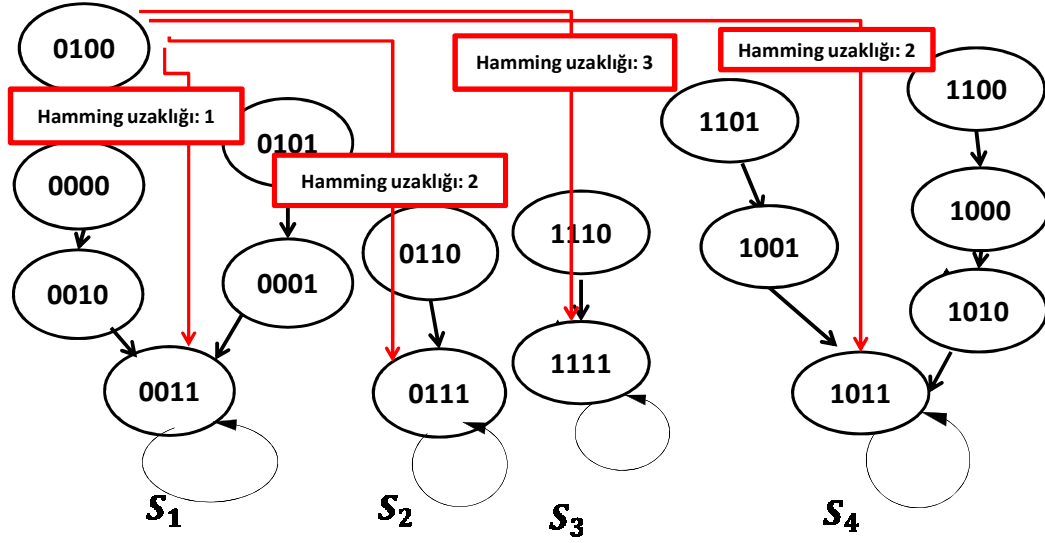 0100
Hamming uzaklığı: 3
Hamming uzaklığı: 2
1100
Hamming uzaklığı: 1
1101
0101
0000
Hamming uzaklığı: 2
1000
1110
1001
0110
0010
0001
1010
1111
0011
0111
1011
S₁
S₂
S₃
S₄